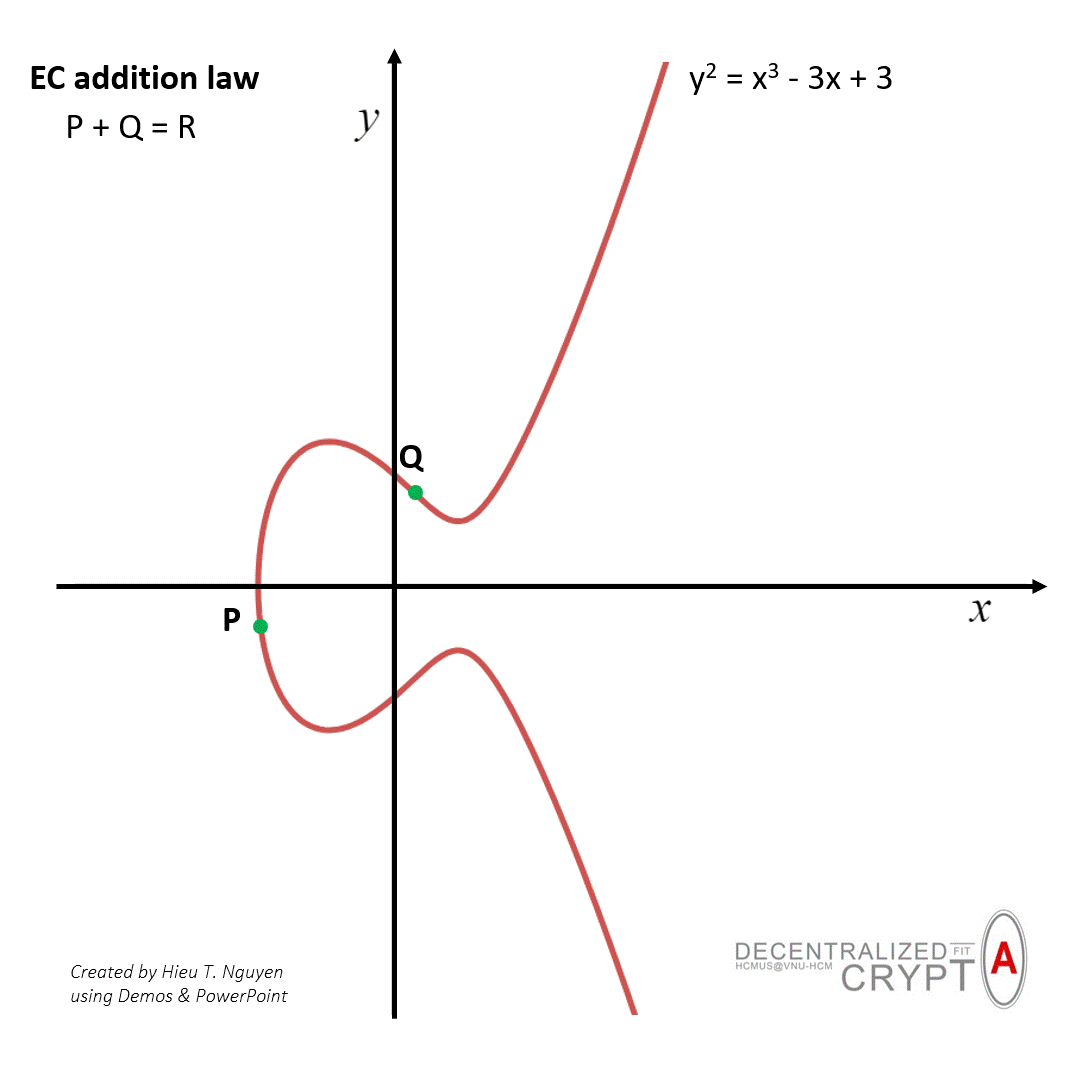 EC addition law
P + Q = R
y
y² = x³ - 3x + 3
Q
P
x
Created by Hieu T. Nguyen
using Demos & PowerPoint
DECENTRALIZED FIT
HCMUS@VNU-HCM CRYPT
A